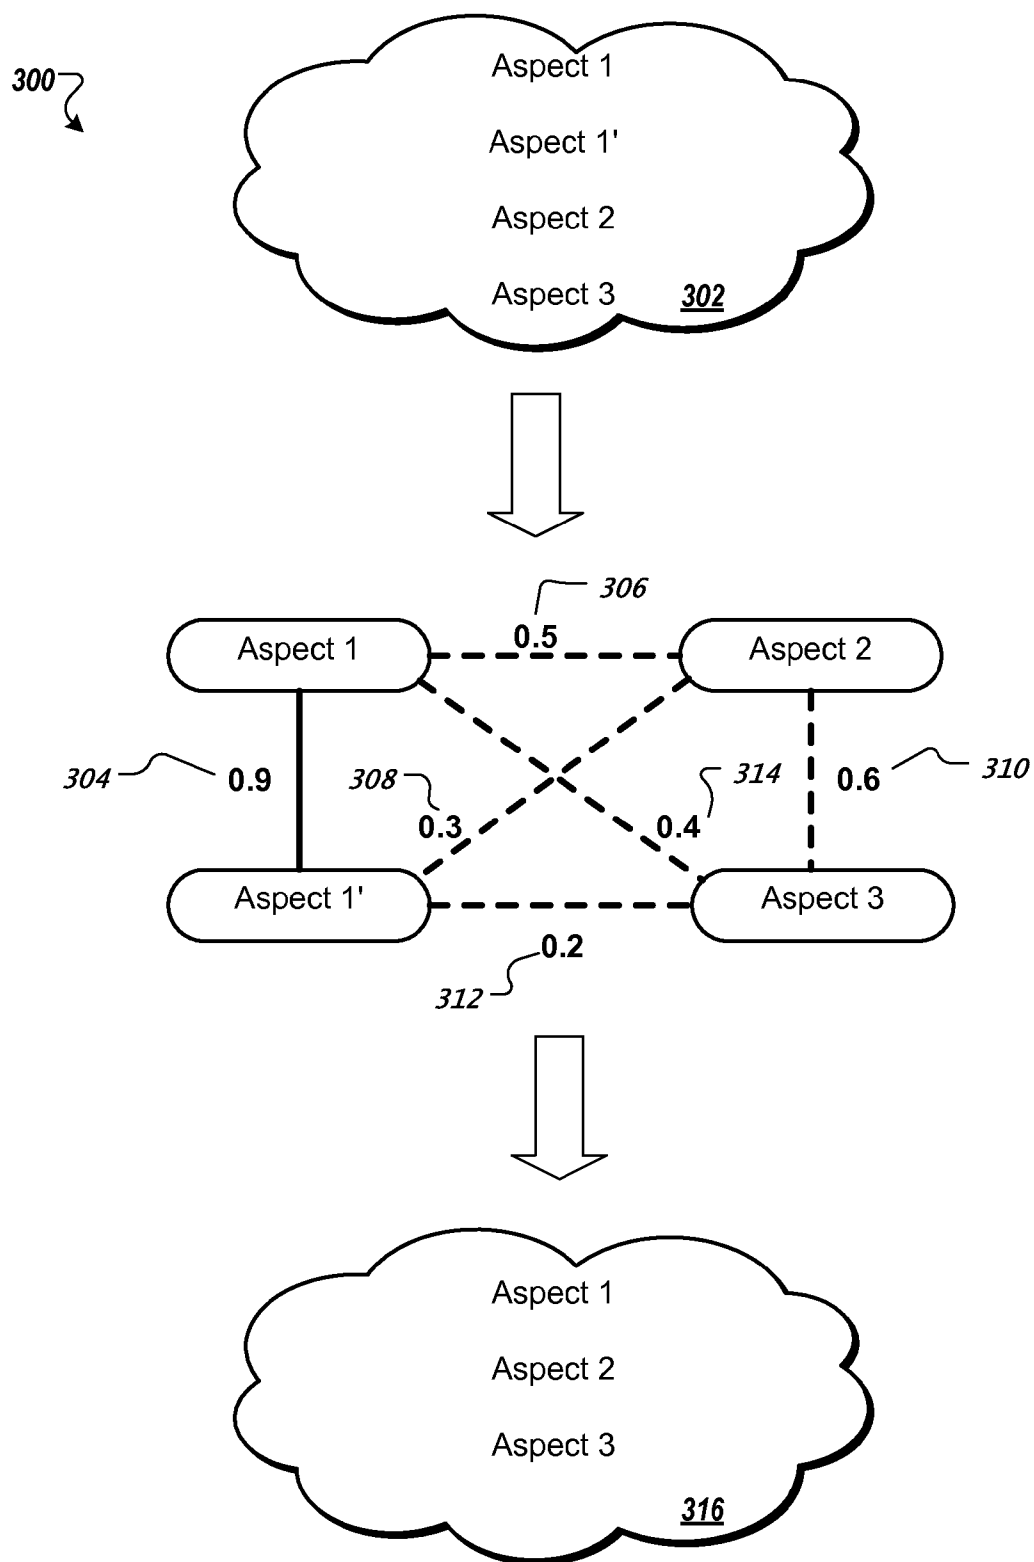 300
Aspect 1
Aspect 1'
Aspect 2
Aspect 3 302
306
0.5
Aspect 1 Aspect 2
304 0.9 308 314 0.6 310
0.3 0.4
Aspect 1' Aspect 3
0.2
312
Aspect 1
Aspect 2
Aspect 3
316